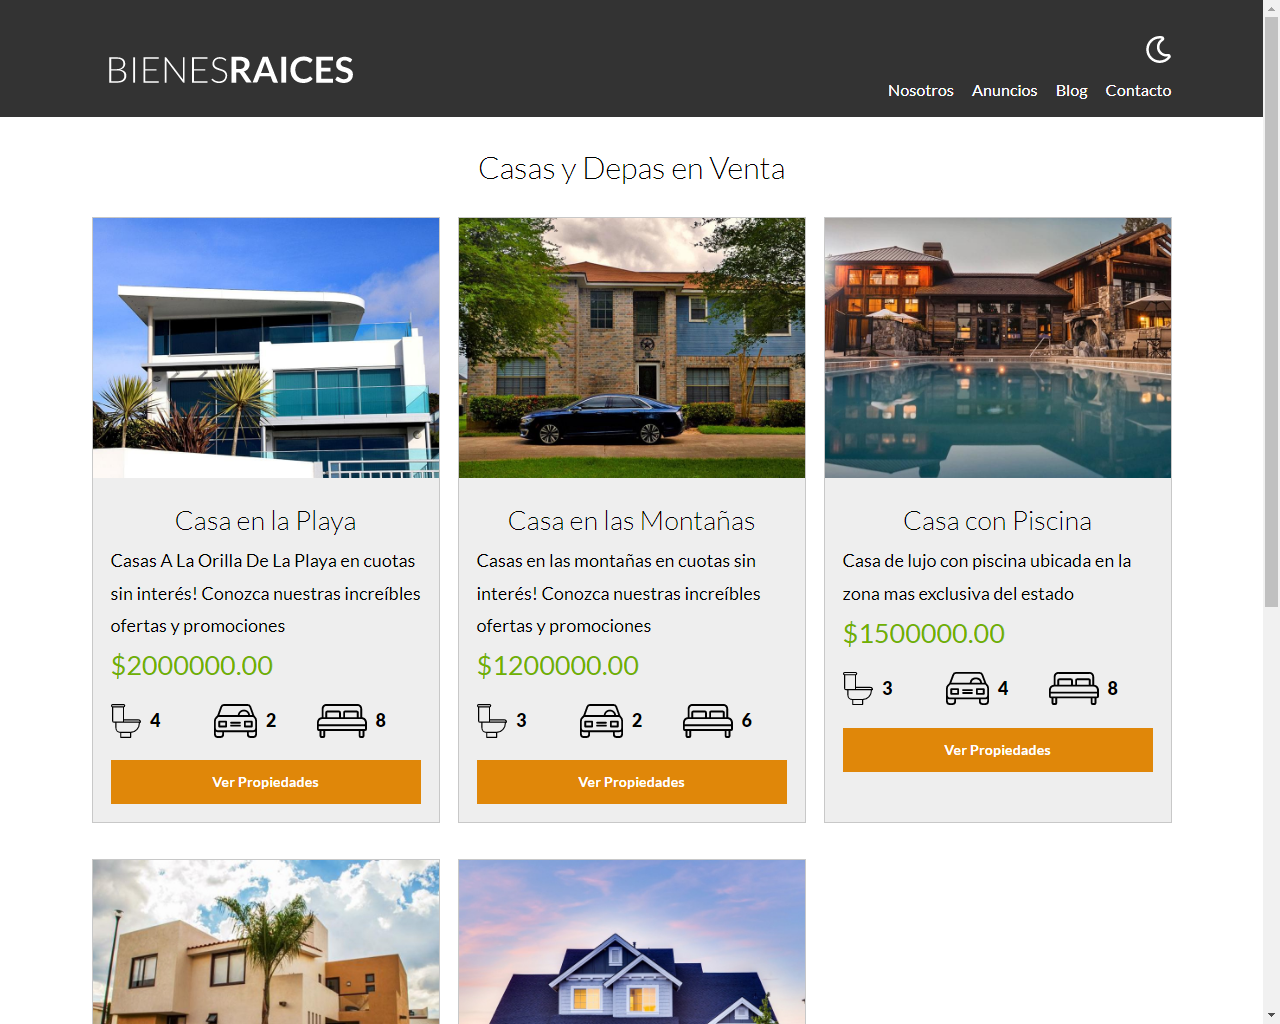 BIENESRAICES
Nosotros Anuncios Blog Contacto
Casas y Depas en Venta
Casa en la Playa
Casas A La Orilla De La Playa en cuotas
sin interés! Conozca nuestras increíbles
ofertas y promociones
$2000000.00
4 2 8
Ver Propiedades
Casa en las Montañas
Casas en las montañas en cuotas sin
interés! Conozca nuestras increíbles
ofertas y promociones
$1200000.00
3 2 6
Ver Propiedades
Casa con Piscina
Casa de lujo con piscina ubicada en la
zona mas exclusiva del estado
$1500000.00
3 4 8
Ver Propiedades